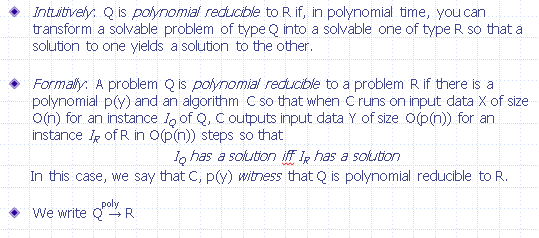 Intuitively: Q is polynomial reducible to R if, in polynomial time, you can
transform a solvable problem of type Q into a solvable one of type R so that a
solution to one yields a solution to the other.
Formally: A problem Q is polynomial reducible to a problem R if there is a
polynomial p(y) and an algorithm C so that when C runs on input data X of size
O(n) for an instance I_Q of Q, C outputs input data Y of size O(p(n)) for an
instance I_R of R in O(p(n)) steps so that
I_Q has a solution iff I_R has a solution
In this case, we say that C, p(y) witness that Q is polynomial reducible to R.
We write Q poly→ R